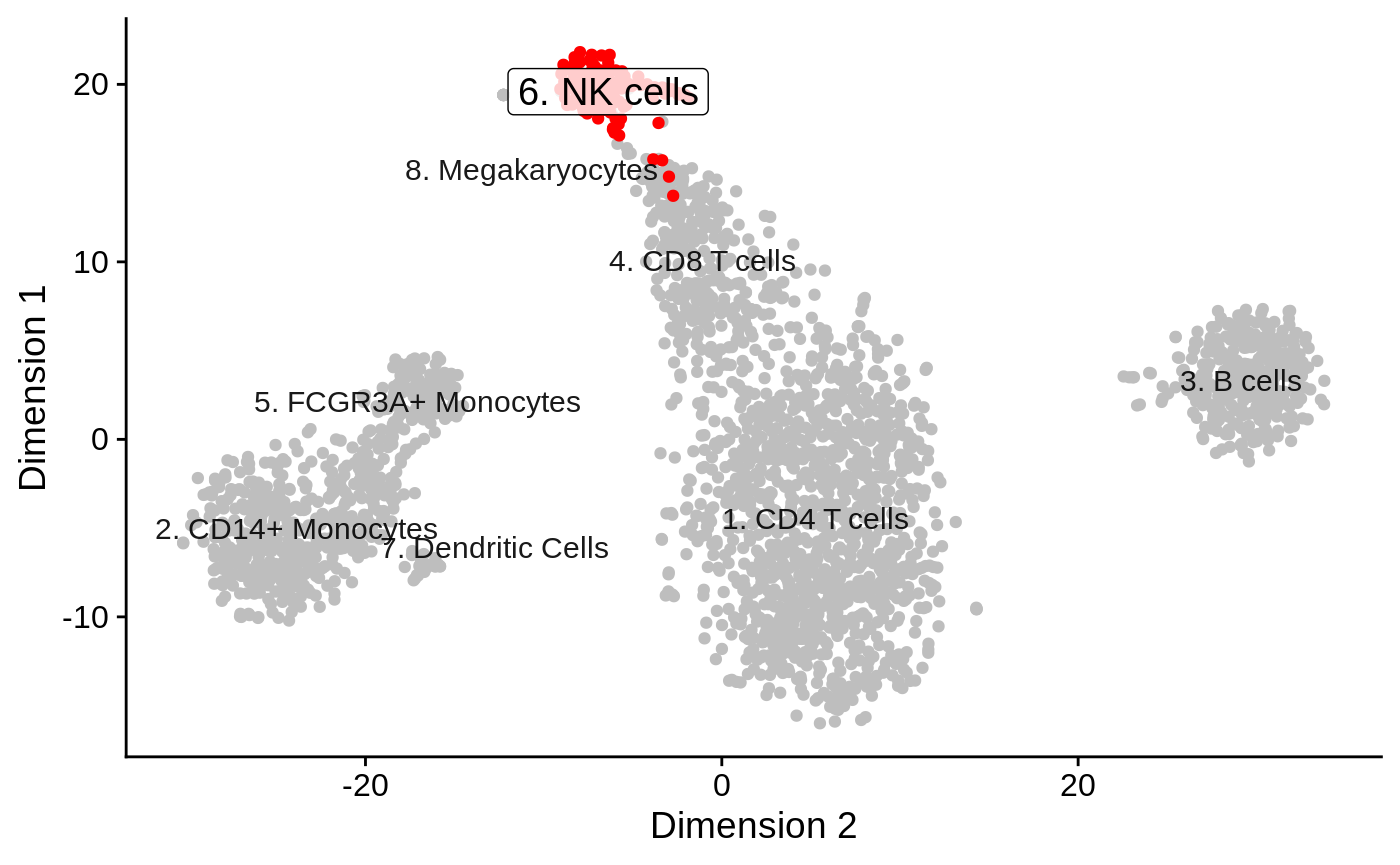 20
6. NK cells
8. Megakaryocytes
10
4. CD8 T cells
Dimension 1
3. B cells
5. FCGR3A+ Monocytes
0
1. CD4 T cells
2. CD14+ Monocytes
7. Dendritic Cells
-10
-20
0
20
Dimension 2